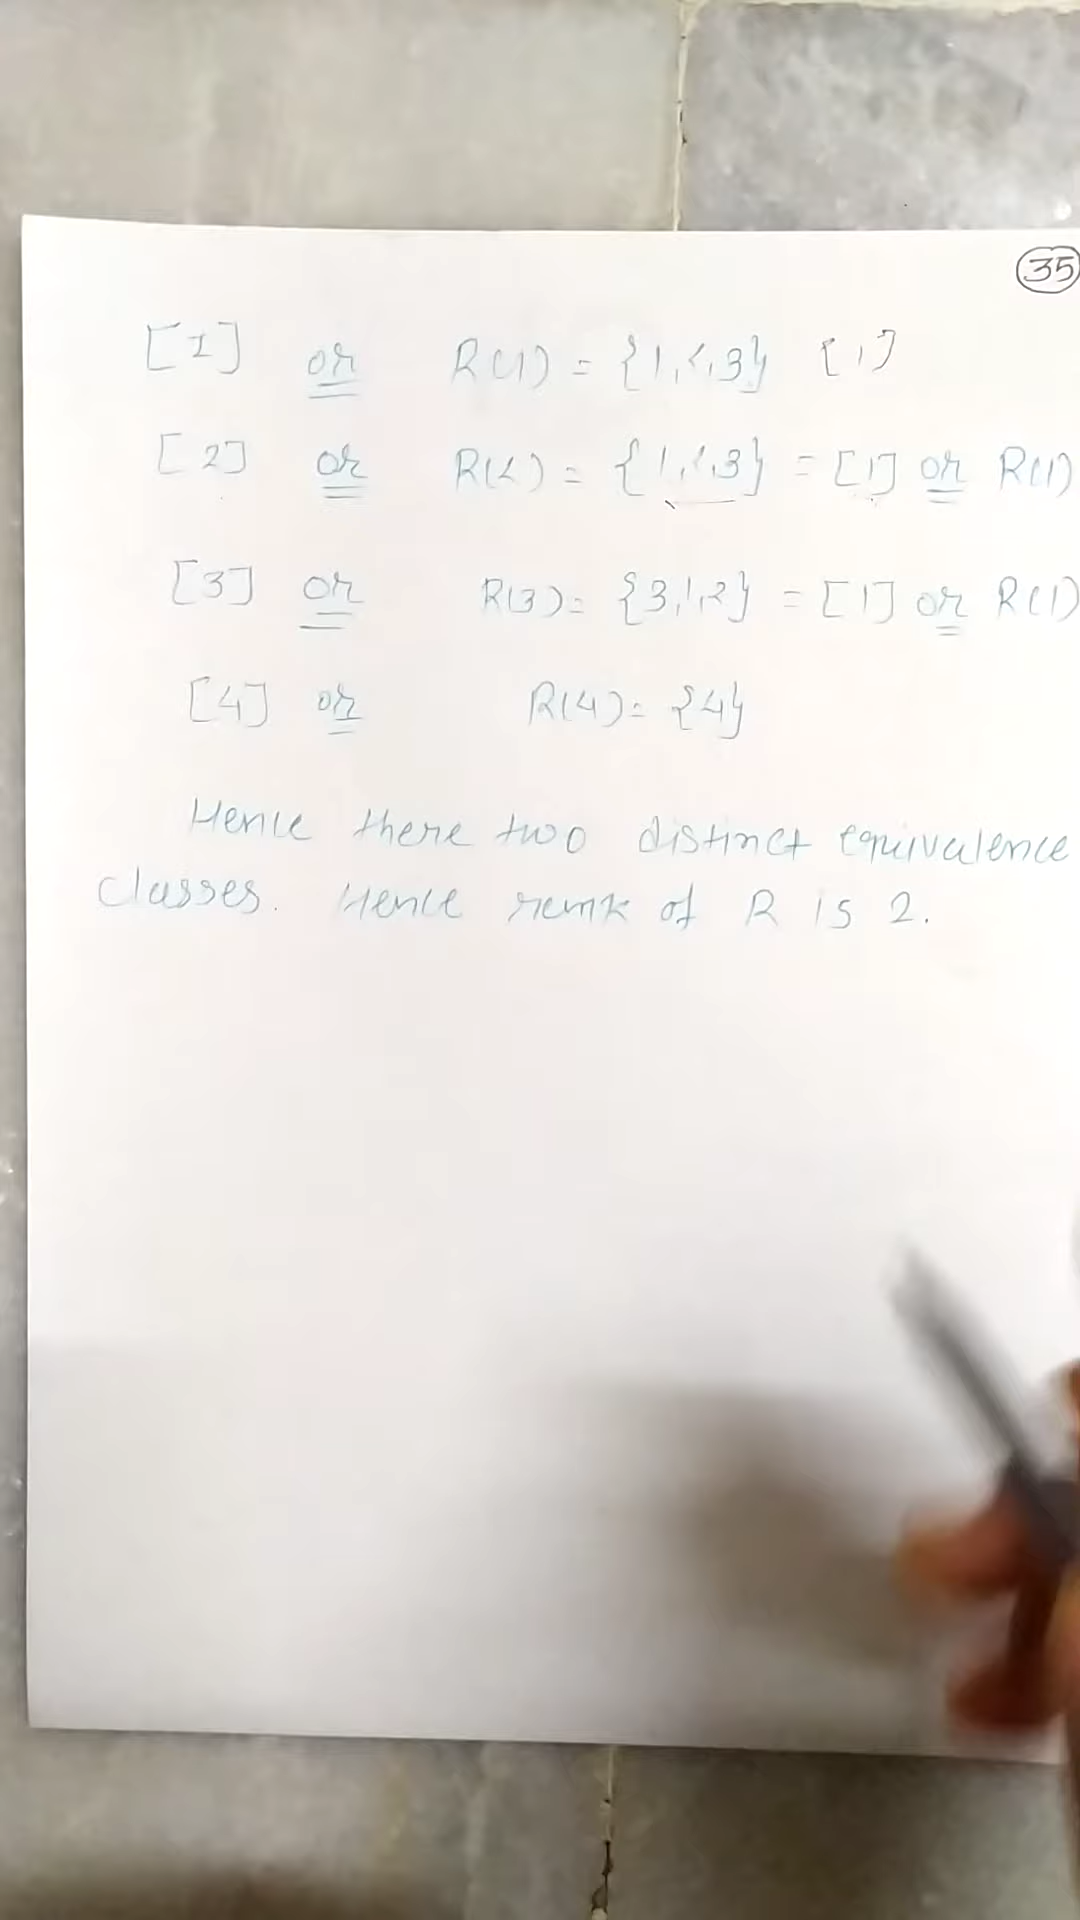 35
[1] or R(1) = {1,2,3} [1]
[2] or R(2) = {1,2,3} = [1] or R(1)
[3] or R(3) = {3,1,2} = [1] or R(1)
[4] or R(4) = {4}
Hence there two distinct equivalence
classes. Hence rank of R is 2.